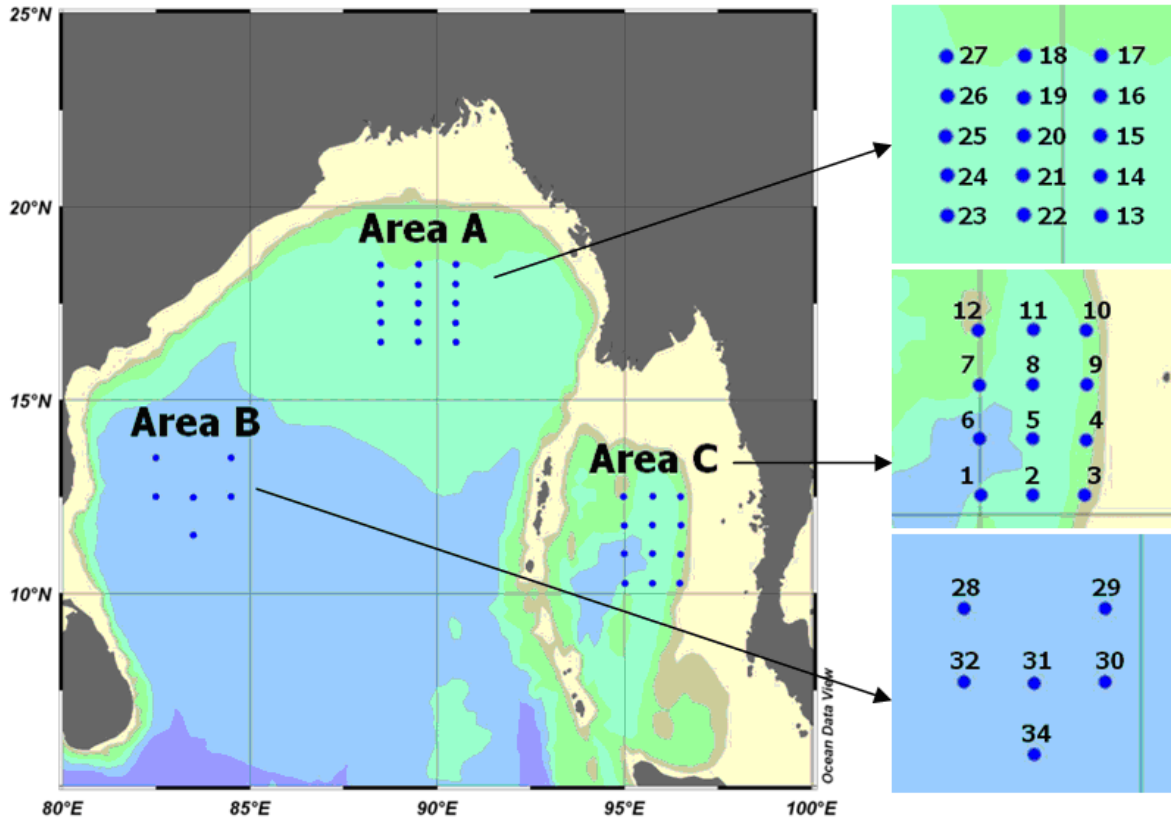 25°N
20°N
15°N
10°N
80°E 85°E 90°E 95°E 100°E
Area A
Area B
Area C
Ocean Data View
27 18 17
26 19 16
25 20 15
24 21 14
23 22 13
12 11 10
7 8 9
6 5 4
1 2 3
28 29
32 31 30
34